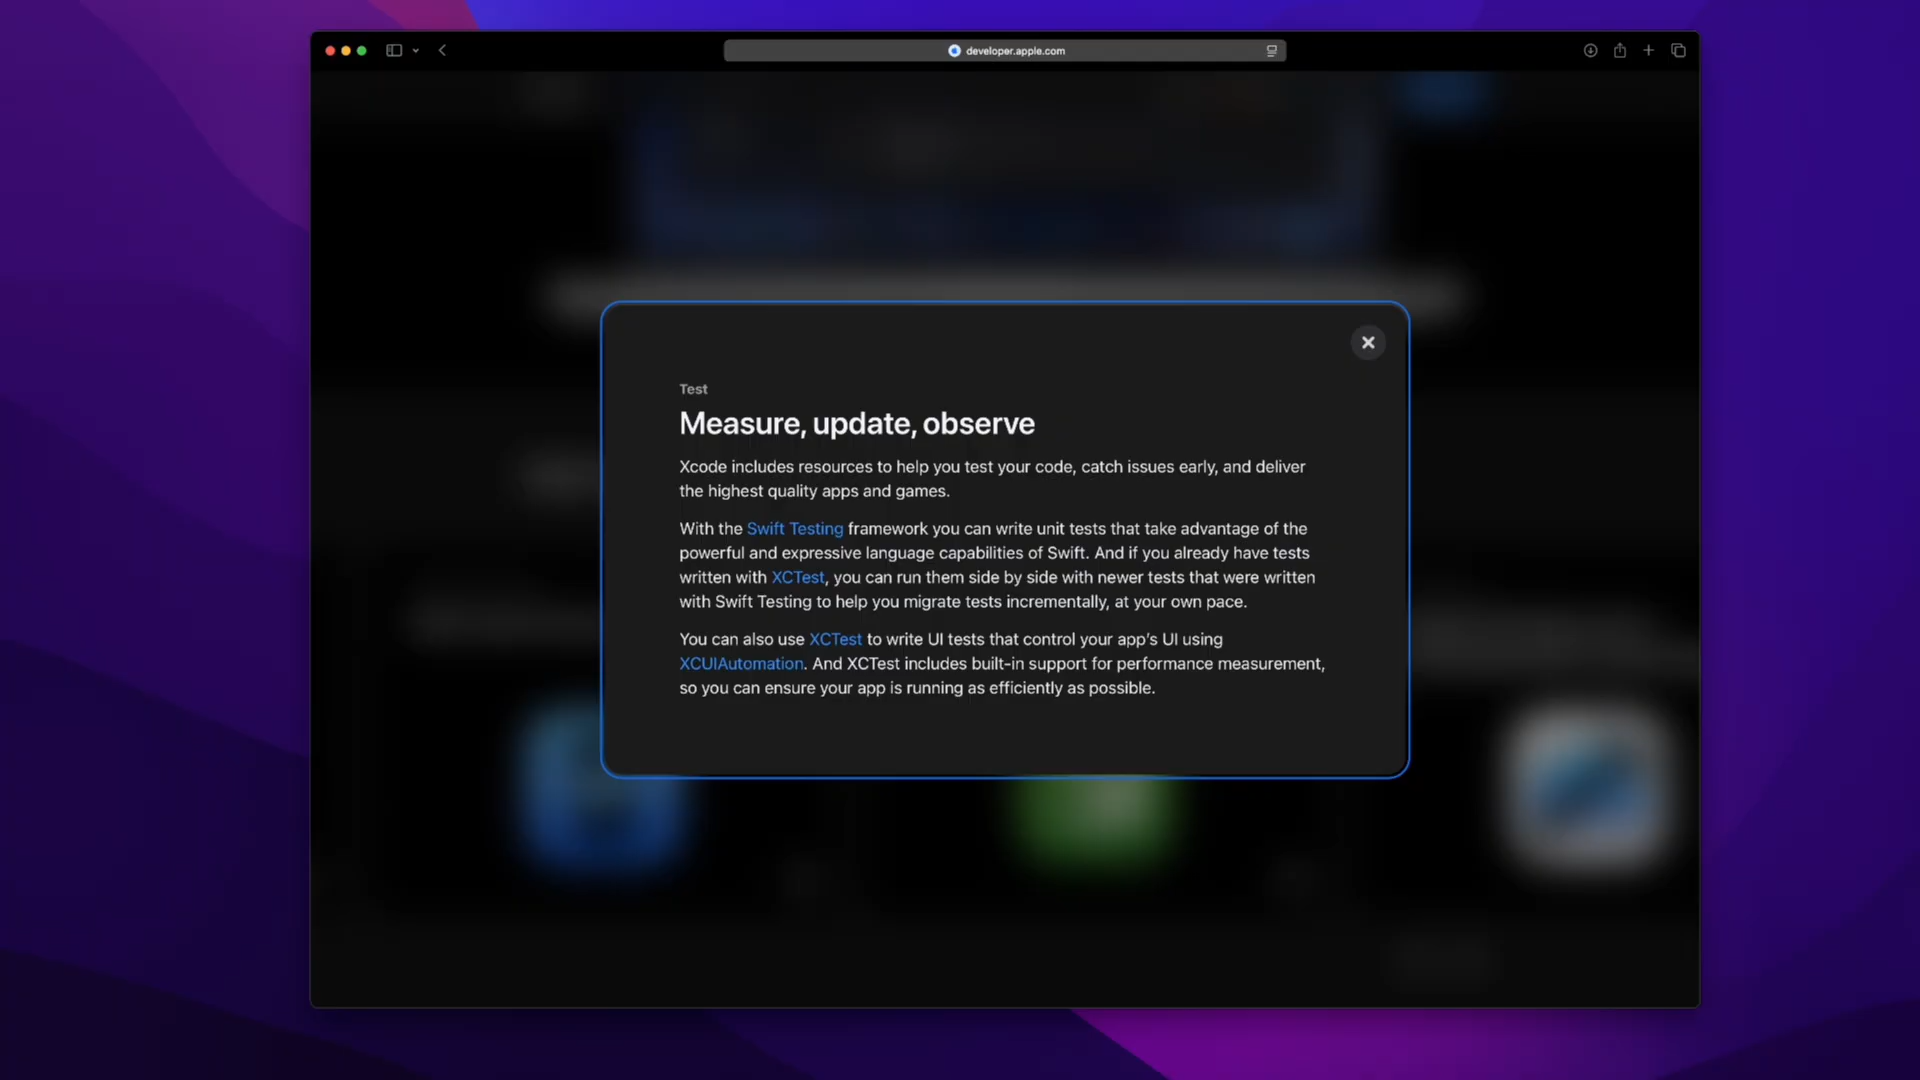 developer.apple.com
Test
Measure, update, observe
Xcode includes resources to help you test your code, catch issues early, and deliver
the highest quality apps and games.
With the Swift Testing framework you can write unit tests that take advantage of the
powerful and expressive language capabilities of Swift. And if you already have tests
written with XCTest, you can run them side by side with newer tests that were written
with Swift Testing to help you migrate tests incrementally, at your own pace.
You can also use XCTest to write UI tests that control your app’s UI using
XCUIAutomation. And XCTest includes built-in support for performance measurement,
so you can ensure your app is running as efficiently as possible.